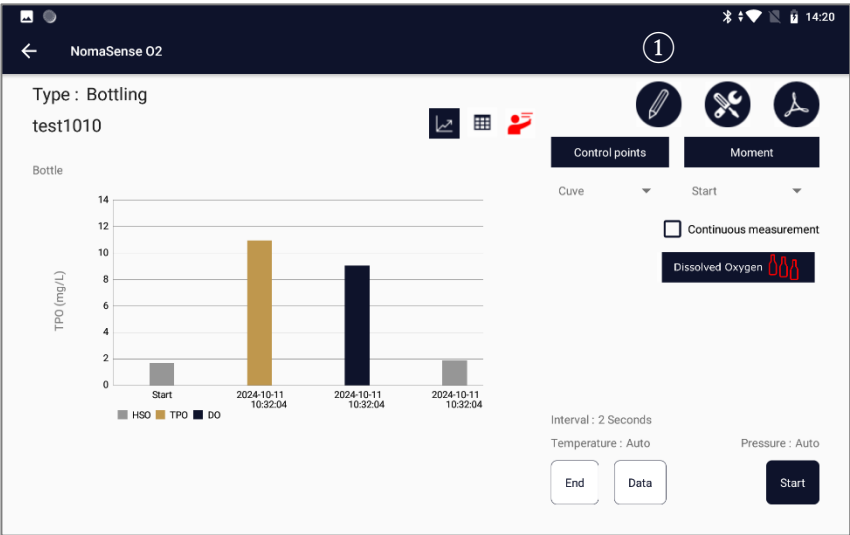 14:20
NomaSense O2
①
Type : Bottling
test1010
Control points
Moment
Bottle
Cuve
Start
Continuous measurement
Dissolved Oxygen
TPO (mg/L)
14
12
10
8
6
4
2
0
Start
2024-10-11
10:32:04
2024-10-11
10:32:04
2024-10-11
10:32:04
HSO TPO DO
Interval : 2 Seconds
Temperature : Auto
Pressure : Auto
End
Data
Start